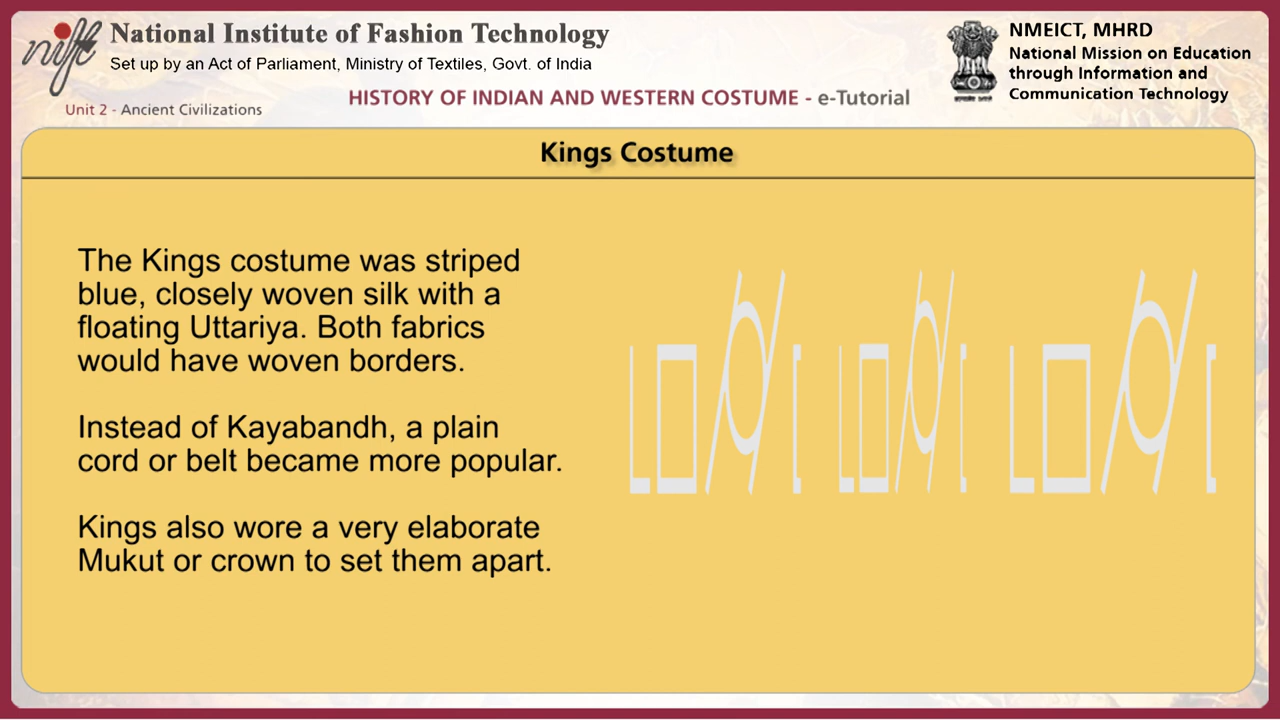 nift
National Institute of Fashion Technology
Set up by an Act of Parliament, Ministry of Textiles, Govt. of India
NMEICT, MHRD
National Mission on Education
through Information and
Communication Technology
Unit 2 - Ancient Civilizations
HISTORY OF INDIAN AND WESTERN COSTUME - e-Tutorial
Kings Costume
The Kings costume was striped
blue, closely woven silk with a
floating Uttariya. Both fabrics
would have woven borders.
Instead of Kayabandh, a plain
cord or belt became more popular.
Kings also wore a very elaborate
Mukut or crown to set them apart.